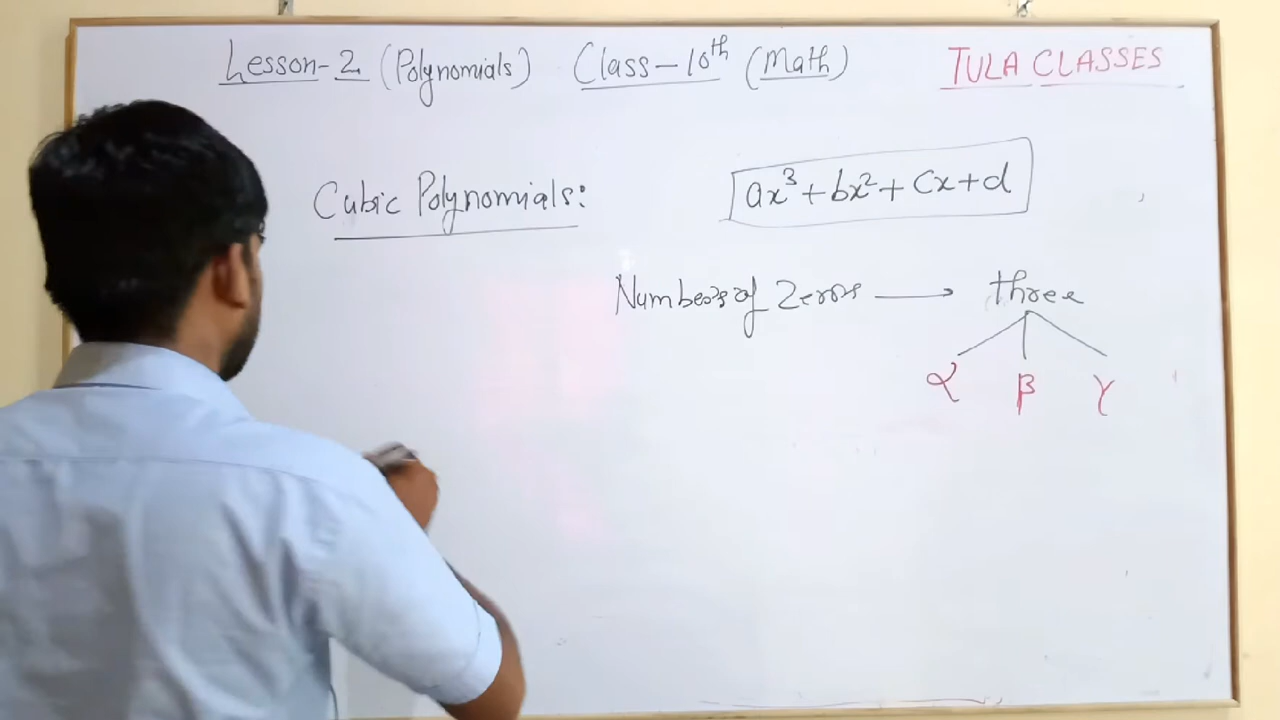 Lesson-2 (Polynomials) Class-10th (Math) TULA CLASSES
Cubic Polynomials: ax³+bx²+cx+d
Numbers of Zeros → three
α β γ